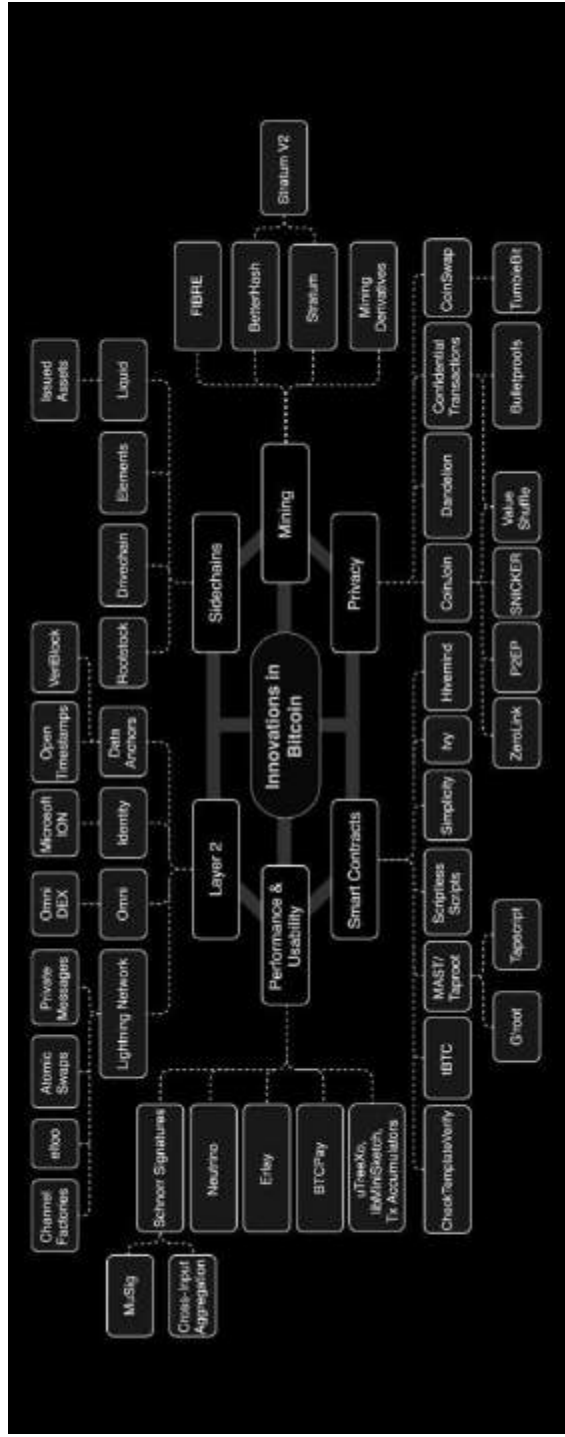 Channel
Factories
eltoo
Atomic
Swaps
Private
Messages
Omni
DEX
Microsoft
ION
Open
Timestamps
VeriBlock
Issued
Assets
Lightning Network
Omni
Identity
Data
Anchors
Rootstock
Drivechain
Elements
Liquid
MuSig
Cross-Input
Aggregation
Schnorr Signatures
Neutrino
Erlay
BTCPay
uTreeXo,
libMiniSketch,
Tx Accumulators
Layer 2
Sidechains
Performance &
Usability
Innovations in
Bitcoin
Mining
Smart Contracts
Privacy
FIBRE
BetterHash
Stratum
Mining
Derivatives
Stratum V2
CheckTemplateVerify
tBTC
MAST/
Taproot
Scriptless
Scripts
Simplicity
Ivy
Hivemind
CoinJoin
Dandelion
Confidential
Transactions
CoinSwap
G'root
Tapscript
ZeroLink
P2EP
SNICKER
Value
Shuffle
Bulletproofs
TumbleBit